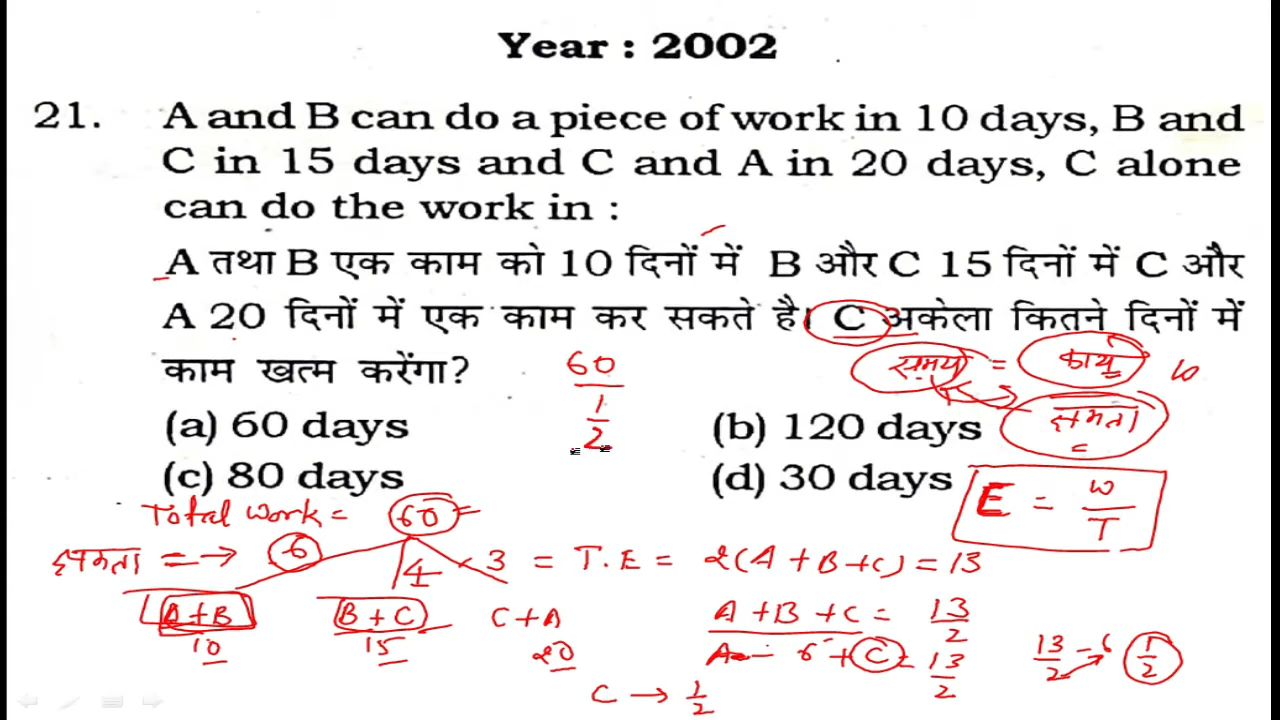 Year : 2002
21. A and B can do a piece of work in 10 days, B and
C in 15 days and C and A in 20 days, C alone
can do the work in :
A तथा B एक काम को 10 दिनों में B और C 15 दिनों में C और
A 20 दिनों में एक काम कर सकते है। C अकेला कितने दिनों में
काम खत्म करेंगा?
60
1
2
समय = कार्य w
क्षमता
=
(a) 60 days (b) 120 days
(c) 80 days (d) 30 days
E = w
T
Total work = 60 =
क्षमता = → 6 4 3 = T.E = 2(A+B+C) = 13
A+B B+C C+A
10 15 20
A+B+C = 13
2
6 + C = 13
2
13 - 6 1
2 2
C → 1
2